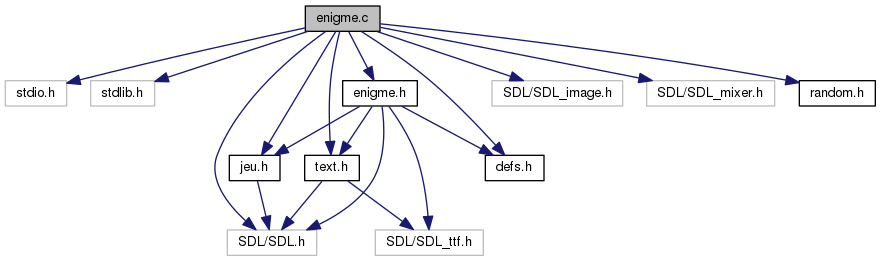 enigme.c
stdio.h
stdlib.h
enigme.h
SDL/SDL_image.h
SDL/SDL_mixer.h
random.h
jeu.h
text.h
defs.h
SDL/SDL.h
SDL/SDL_ttf.h